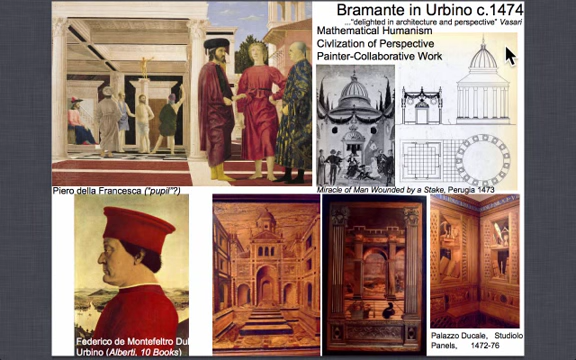 Bramante in Urbino c.1474
..."delighted in architecture and perspective" Vasari
Mathematical Humanism
Civlization of Perspective
Painter-Collaborative Work
Piero della Francesca ("pupil"?)
Miracle of Man Wounded by a Stake, Perugia 1473
Federico de Montefeltro Du
Urbino (Alberti, 10 Books)
Palazzo Ducale, Studiolo
Panels, 1472-76